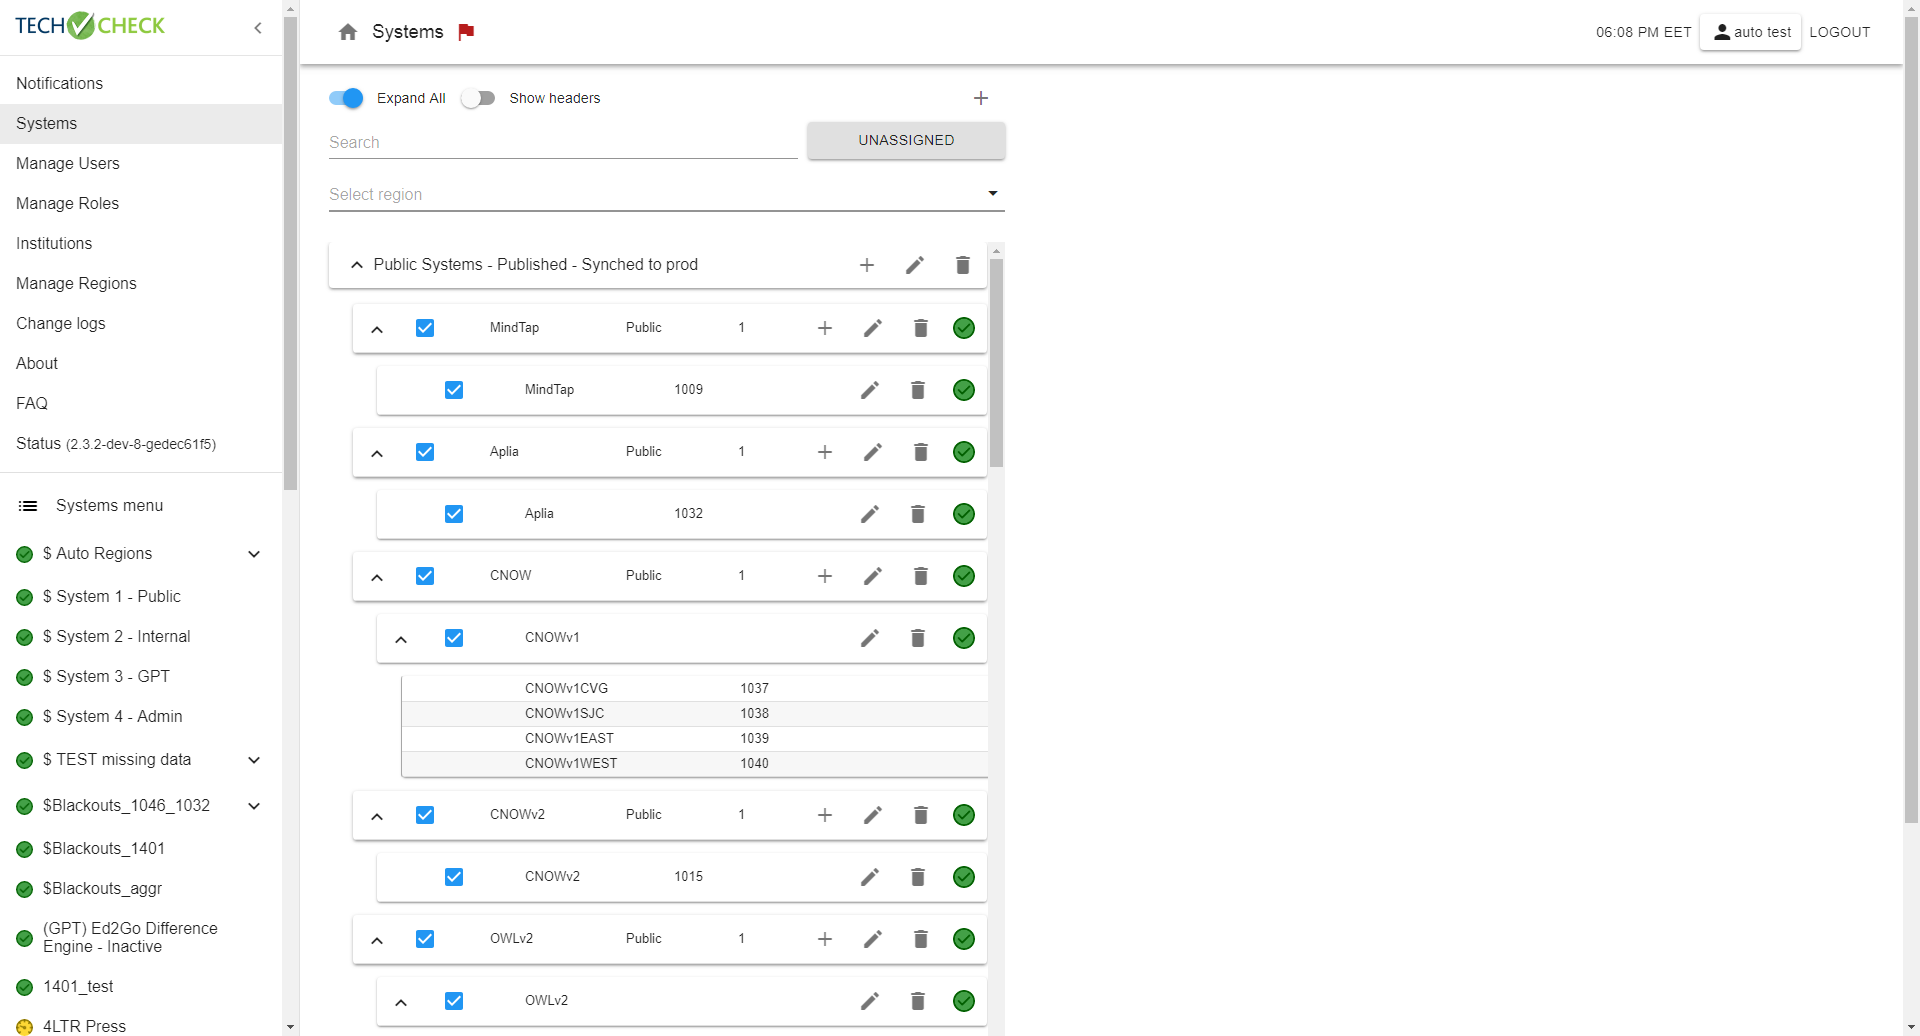 TECH CHECK
Systems
06:08 PM EET
auto test
LOGOUT
Notifications
Systems
Manage Users
Manage Roles
Institutions
Manage Regions
Change logs
About
FAQ
Status (2.3.2-dev-8-gedec61f5)
Systems menu
$ Auto Regions
$ System 1 - Public
$ System 2 - Internal
$ System 3 - GPT
$ System 4 - Admin
$ TEST missing data
$Blackouts_1046_1032
$Blackouts_1401
$Blackouts_aggr
(GPT) Ed2Go Difference
Engine - Inactive
1401_test
4LTR Press
Expand All
Show headers
Search
UNASSIGNED
Select region
Public Systems - Published - Synched to prod
MindTap Public 1
MindTap 1009
Aplia Public 1
Aplia 1032
CNOW Public 1
CNOWv1
CNOWv1CVG 1037
CNOWv1SJC 1038
CNOWv1EAST 1039
CNOWv1WEST 1040
CNOWv2 Public 1
CNOWv2 1015
OWLv2 Public 1
OWLv2